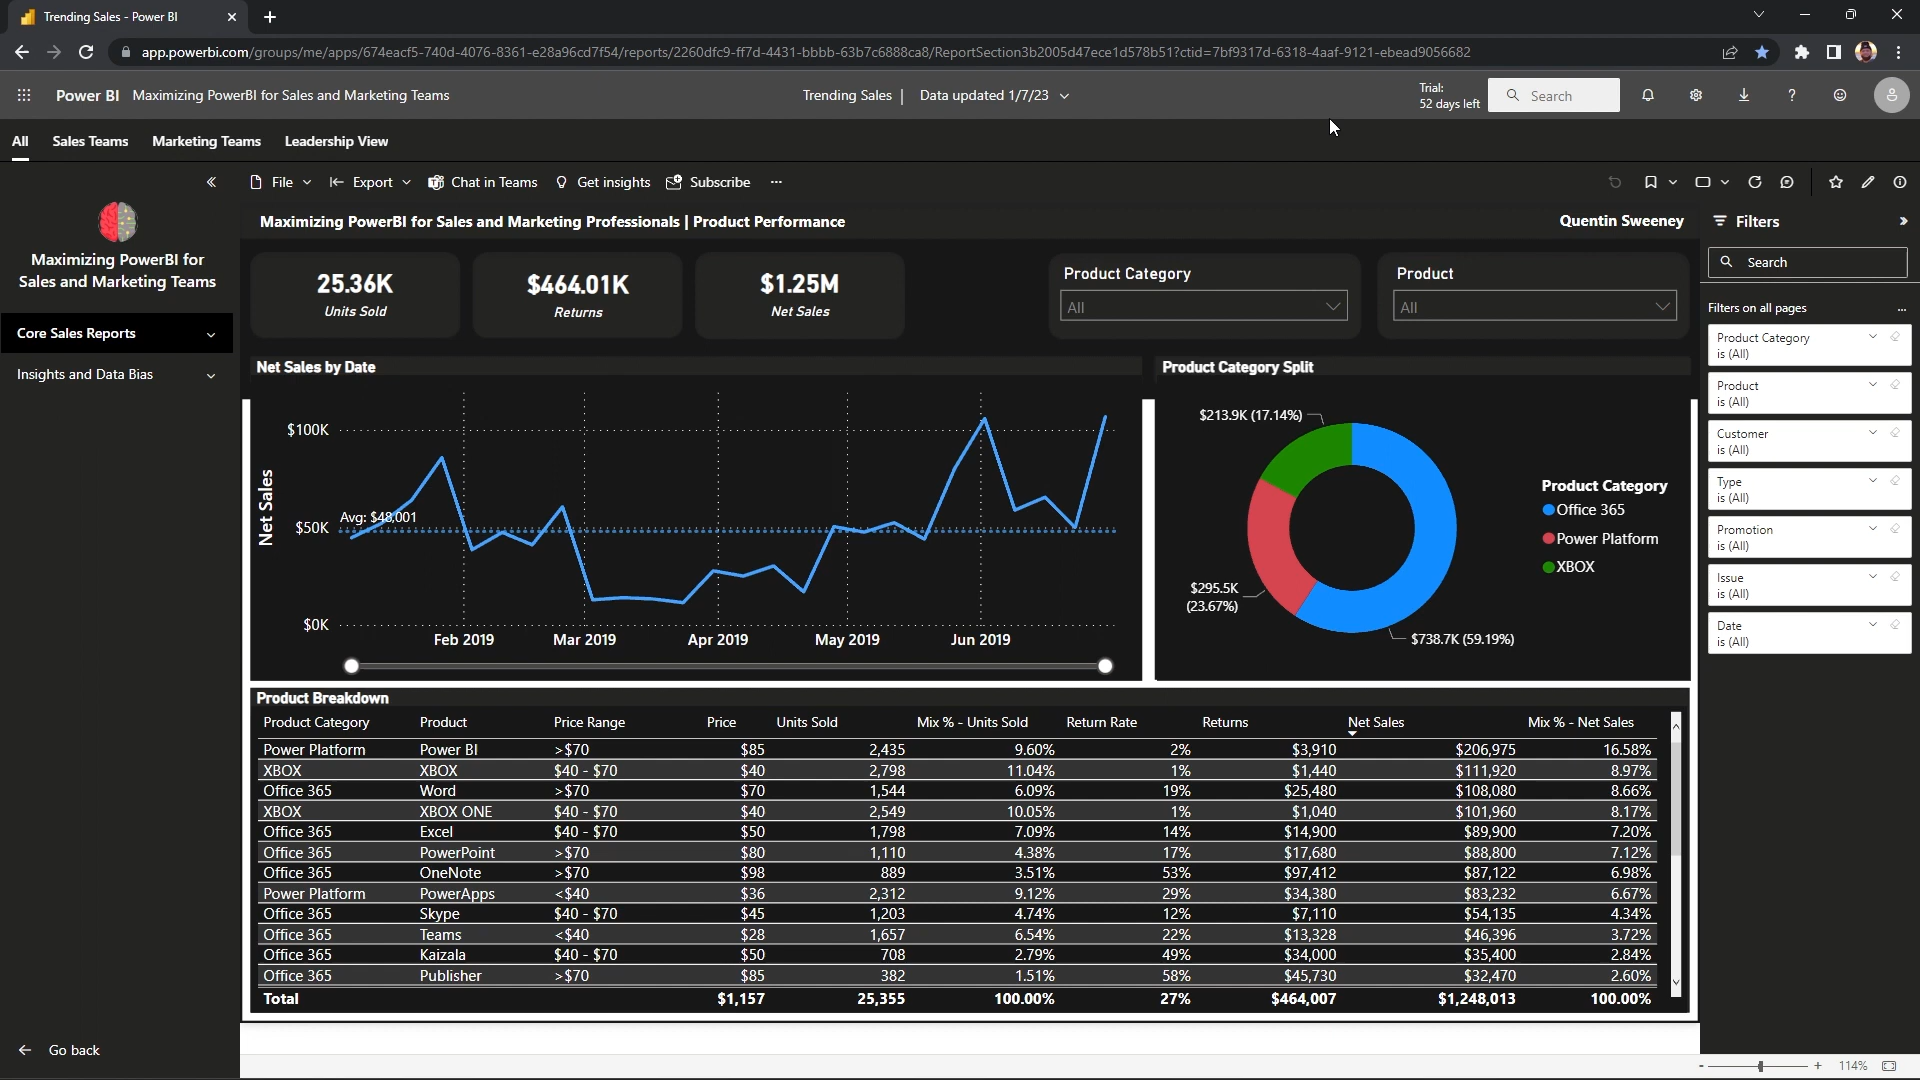 Trending Sales - Power BI
app.powerbi.com/groups/me/apps/674eacf5-740d-4076-8361-e28a96cd7f54/reports/2260dfc9-ff7d-4431-bbbb-63b7c6888ca8/ReportSection3b2005d47ece1d578b51?ctid=7bf9317d-6318-4aaf-9121-ebead9056682
Power BI Maximizing PowerBI for Sales and Marketing Teams
Trending Sales | Data updated 1/7/23
Trial:
52 days left
Search
All Sales Teams Marketing Teams Leadership View
File Export Chat in Teams Get insights Subscribe ...
Maximizing PowerBI for
Sales and Marketing Teams
Core Sales Reports
Insights and Data Bias
Go back
Maximizing PowerBI for Sales and Marketing Professionals | Product Performance
Quentin Sweeney
25.36K
Units Sold
$464.01K
Returns
$1.25M
Net Sales
Product Category
All
Product
All
Net Sales by Date
Net Sales
$100K
$50K
$0K
Avg: $48,001
Feb 2019 Mar 2019 Apr 2019 May 2019 Jun 2019
Product Category Split
$213.9K (17.14%)
$295.5K
(23.67%)
$738.7K (59.19%)
Product Category
Office 365
Power Platform
XBOX
Product Breakdown
Product Category Product Price Range Price Units Sold Mix % - Units Sold Return Rate Returns Net Sales Mix % - Net Sales
Power Platform Power BI >$70 $85 2,435 9.60% 2% $3,910 $206,975 16.58%
XBOX XBOX $40 - $70 $40 2,798 11.04% 1% $1,440 $111,920 8.97%
Office 365 Word >$70 $70 1,544 6.09% 19% $25,480 $108,080 8.66%
XBOX XBOX ONE $40 - $70 $40 2,549 10.05% 1% $1,040 $101,960 8.17%
Office 365 Excel $40 - $70 $50 1,798 7.09% 14% $14,900 $89,900 7.20%
Office 365 PowerPoint >$70 $80 1,110 4.38% 17% $17,680 $88,800 7.12%
Office 365 OneNote >$70 $98 889 3.51% 53% $97,412 $87,122 6.98%
Power Platform PowerApps <$40 $36 2,312 9.12% 29% $34,380 $83,232 6.67%
Office 365 Skype $40 - $70 $45 1,203 4.74% 12% $7,110 $54,135 4.34%
Office 365 Teams <$40 $28 1,657 6.54% 22% $13,328 $46,396 3.72%
Office 365 Kaizala $40 - $70 $50 708 2.79% 49% $34,000 $35,400 2.84%
Office 365 Publisher >$70 $85 382 1.51% 58% $45,730 $32,470 2.60%
Total $1,157 25,355 100.00% 27% $464,007 $1,248,013 100.00%
Filters
Search
Filters on all pages ...
Product Category
is (All)
Product
is (All)
Customer
is (All)
Type
is (All)
Promotion
is (All)
Issue
is (All)
Date
is (All)
- + 114%